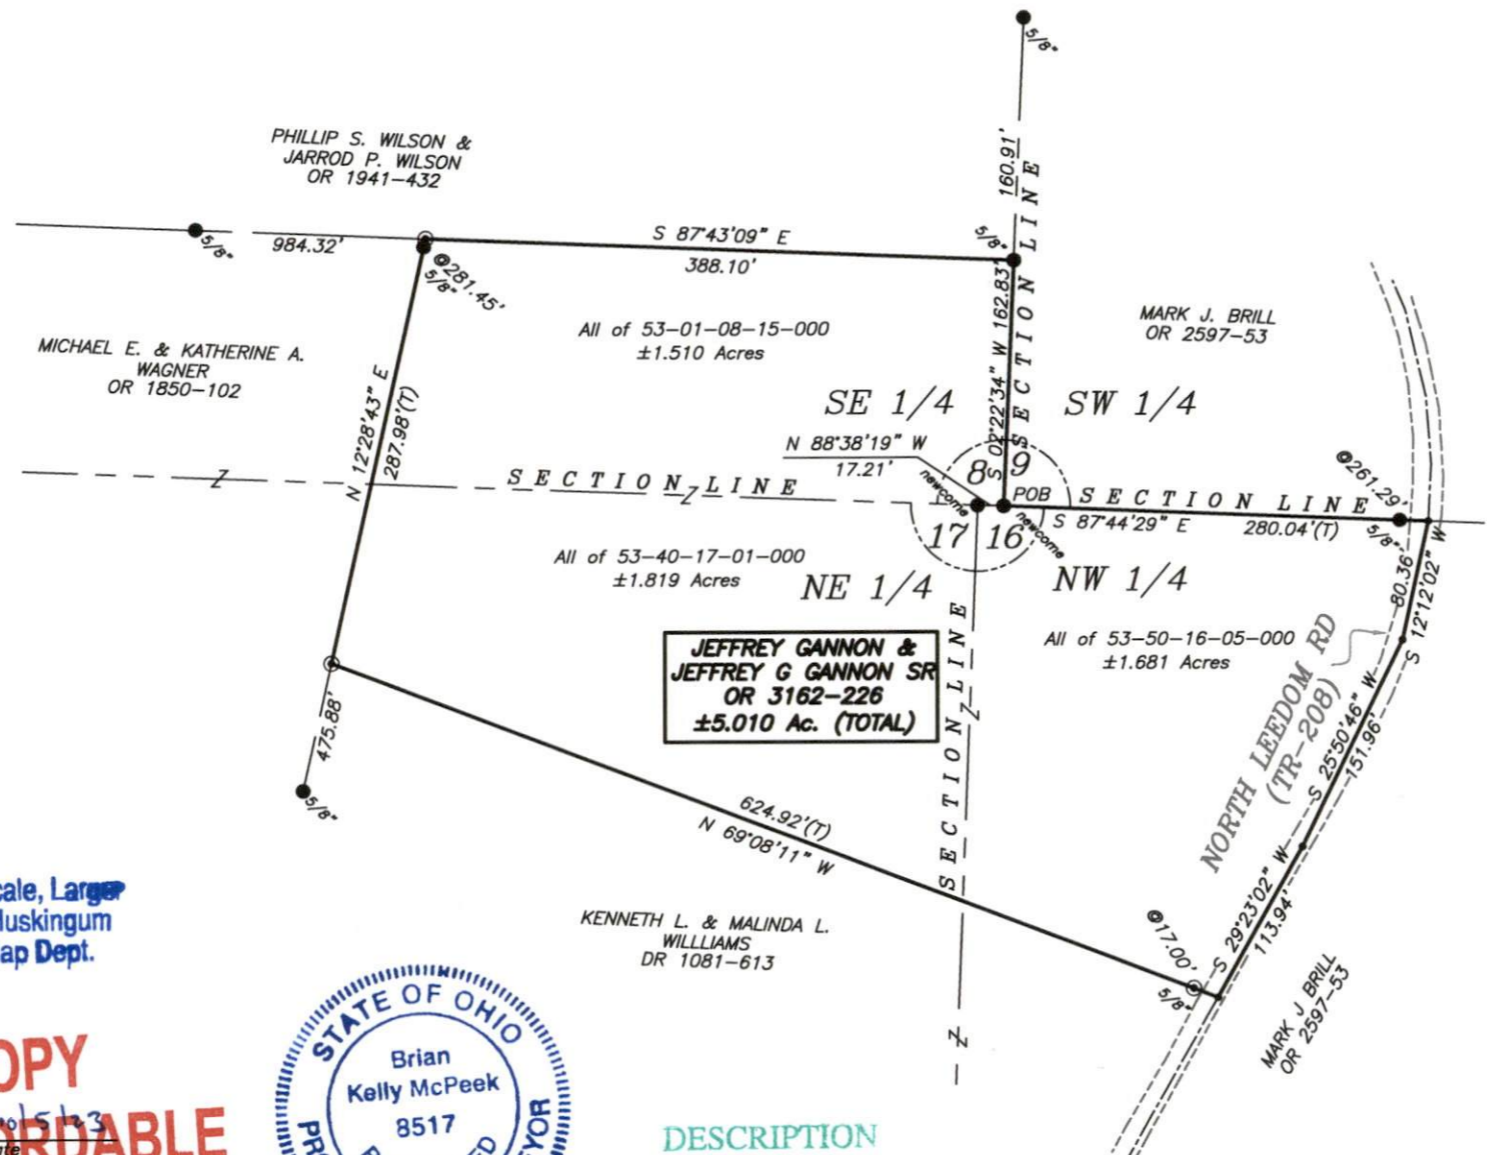 5/8"
160.91'
SECTION LINE
PHILLIP S. WILSON &
JARROD P. WILSON
OR 1941-432
5/8"
984.32'
S 87°43'09" E
388.10'
5/8"
@281.45'
5/8"
S 02°22'34" W 162.83'
MARK J. BRILL
OR 2597-53
All of 53-01-08-15-000
±1.510 Acres
MICHAEL E. & KATHERINE A.
WAGNER
OR 1850-102
N 12°28'43" E
287.98'(T)
SE 1/4
SW 1/4
N 88°38'19" W
17.21'
8
9
SECTION LINE
newcome
POB
SECTION LINE
@261.29'
newcome
S 87°44'29" E
280.04'(T)
5/8"
17
16
All of 53-40-17-01-000
±1.819 Acres
NE 1/4
NW 1/4
80.36'
S 12°12'02" W
All of 53-50-16-05-000
±1.681 Acres
JEFFREY GANNON &
JEFFREY G GANNON SR
OR 3162-226
±5.010 Ac. (TOTAL)
SECTION LINE
NORTH LEEDOM RD
(TR-208)
S 25°50'46" W
151.96'
475.88'
5/8"
624.92'(T)
N 69°08'11" W
SECTION LINE
S 29°23'02" W
113.94'
@17.00'
5/8"
KENNETH L. & MALINDA L.
WILLLIAMS
DR 1081-613
MARK J BRILL
OR 2597-53
cale, Larger
Muskingum
ap Dept.
STATE OF OHIO
Brian
Kelly McPeek
8517
OPY
ORDABLE
DESCRIPTION